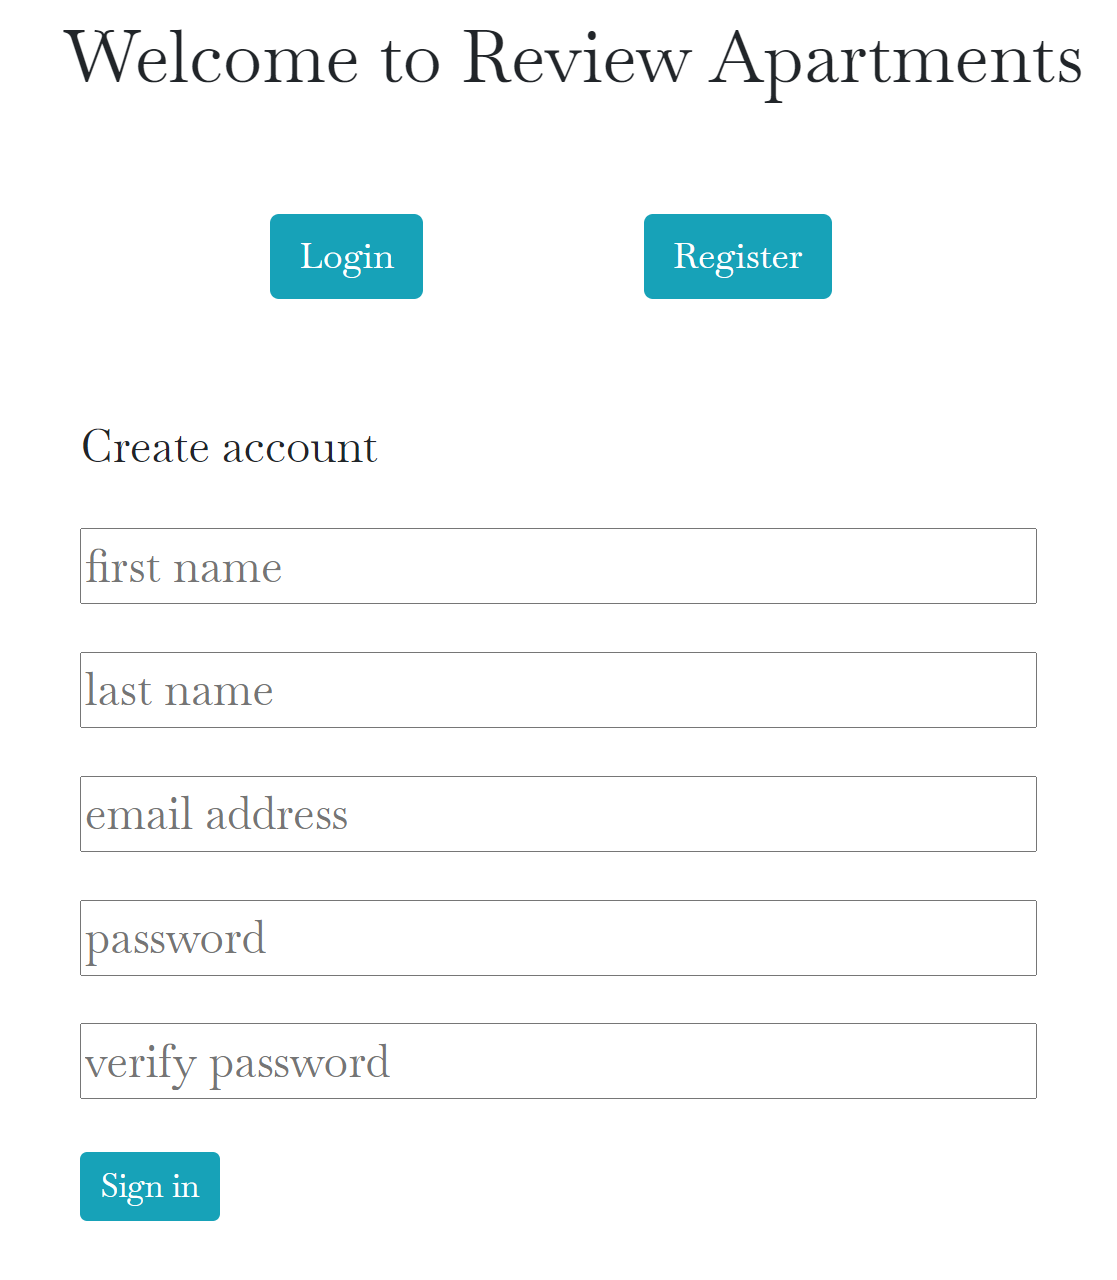 Welcome to Review Apartments
Login Register
Create account
first name
last name
email address
password
verify password
Sign in